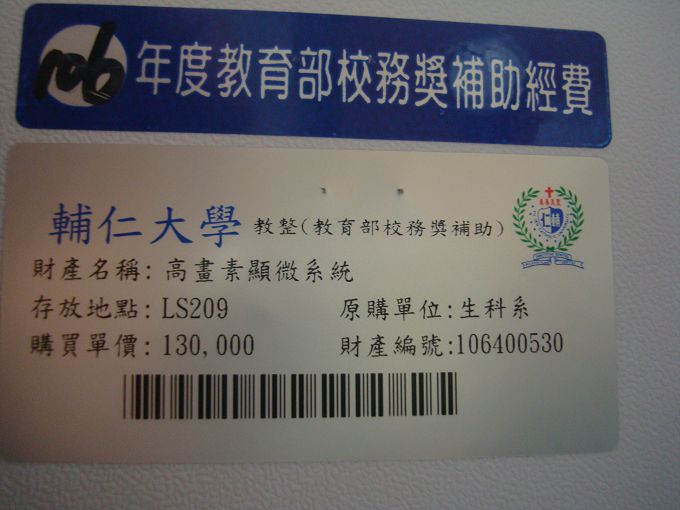 106年度教育部校務獎補助經費
輔仁大學 教整(教育部校務獎補助)
財產名稱: 高畫素顯微系統
存放地點: LS209 原購單位:生科系
購買單價: 130,000 財產編號:106400530